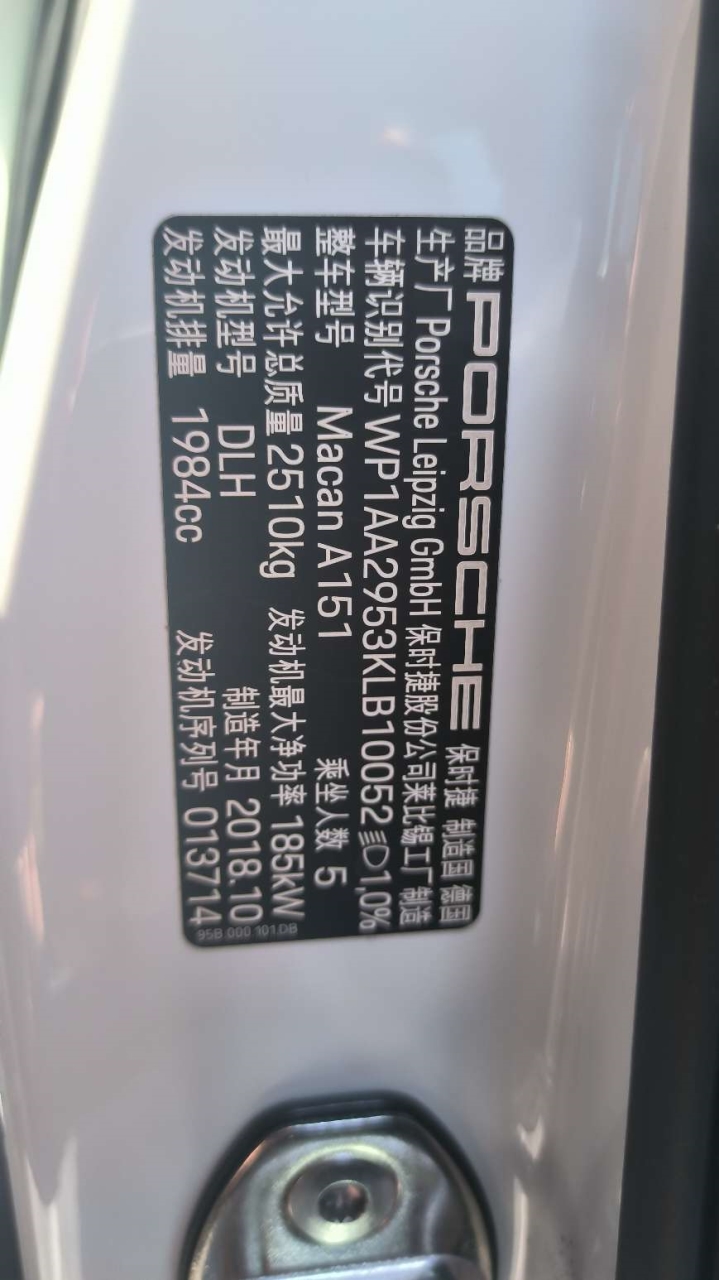 品牌 PORSCHE 保时捷 制造国 德国
生产厂 Porsche Leipzig GmbH 保时捷股份公司莱比锡工厂 制造
车辆识别代号 WP1AA2953KLB10052 1,0%
整车型号 Macan A151 乘坐人数 5
最大允许总质量 2510kg 发动机最大净功率 185kW
发动机型号 DLH 制造年月 2018.10
发动机排量 1984cc 发动机序列号 013714
95B 000 101 DB